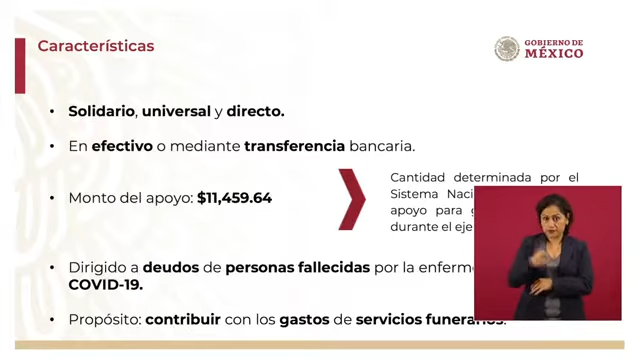 Características
GOBIERNO DE
MÉXICO
• Solidario, universal y directo.
• En efectivo o mediante transferencia bancaria.
• Monto del apoyo: $11,459.64
Cantidad determinada por el
Sistema Naci
apoyo para g
durante el eje
• Dirigido a deudos de personas fallecidas por la enferme
COVID-19.
• Propósito: contribuir con los gastos de servicios funerarios.